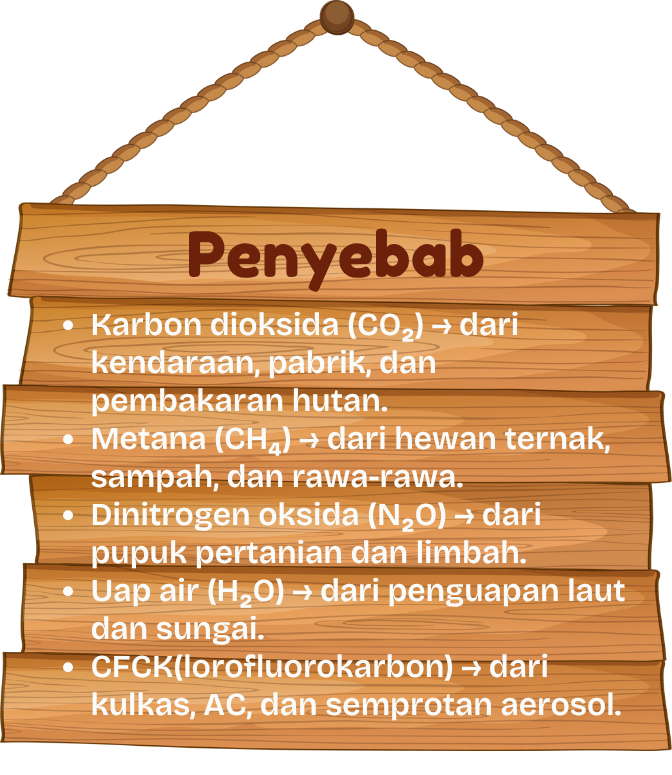 Penyebab
• Karbon dioksida (CO₂) → dari
kendaraan, pabrik, dan
pembakaran hutan.
• Metana (CH₄) → dari hewan ternak,
sampah, dan rawa-rawa.
• Dinitrogen oksida (N₂O) → dari
pupuk pertanian dan limbah.
• Uap air (H₂O) → dari penguapan laut
dan sungai.
• CFCK(lorofluorokarbon) → dari
kulkas, AC, dan semprotan aerosol.